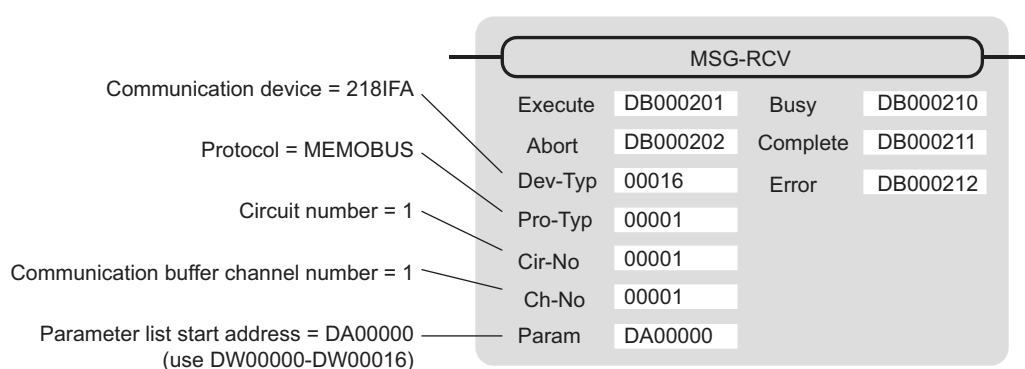 MSG-RCV
Communication device = 218IFA
Protocol = MEMOBUS
Circuit number = 1
Communication buffer channel number = 1
Parameter list start address = DA00000
(use DW00000-DW00016)
Execute DB000201 Busy DB000210
Abort DB000202 Complete DB000211
Dev-Typ 00016 Error DB000212
Pro-Typ 00001
Cir-No 00001
Ch-No 00001
Param DA00000